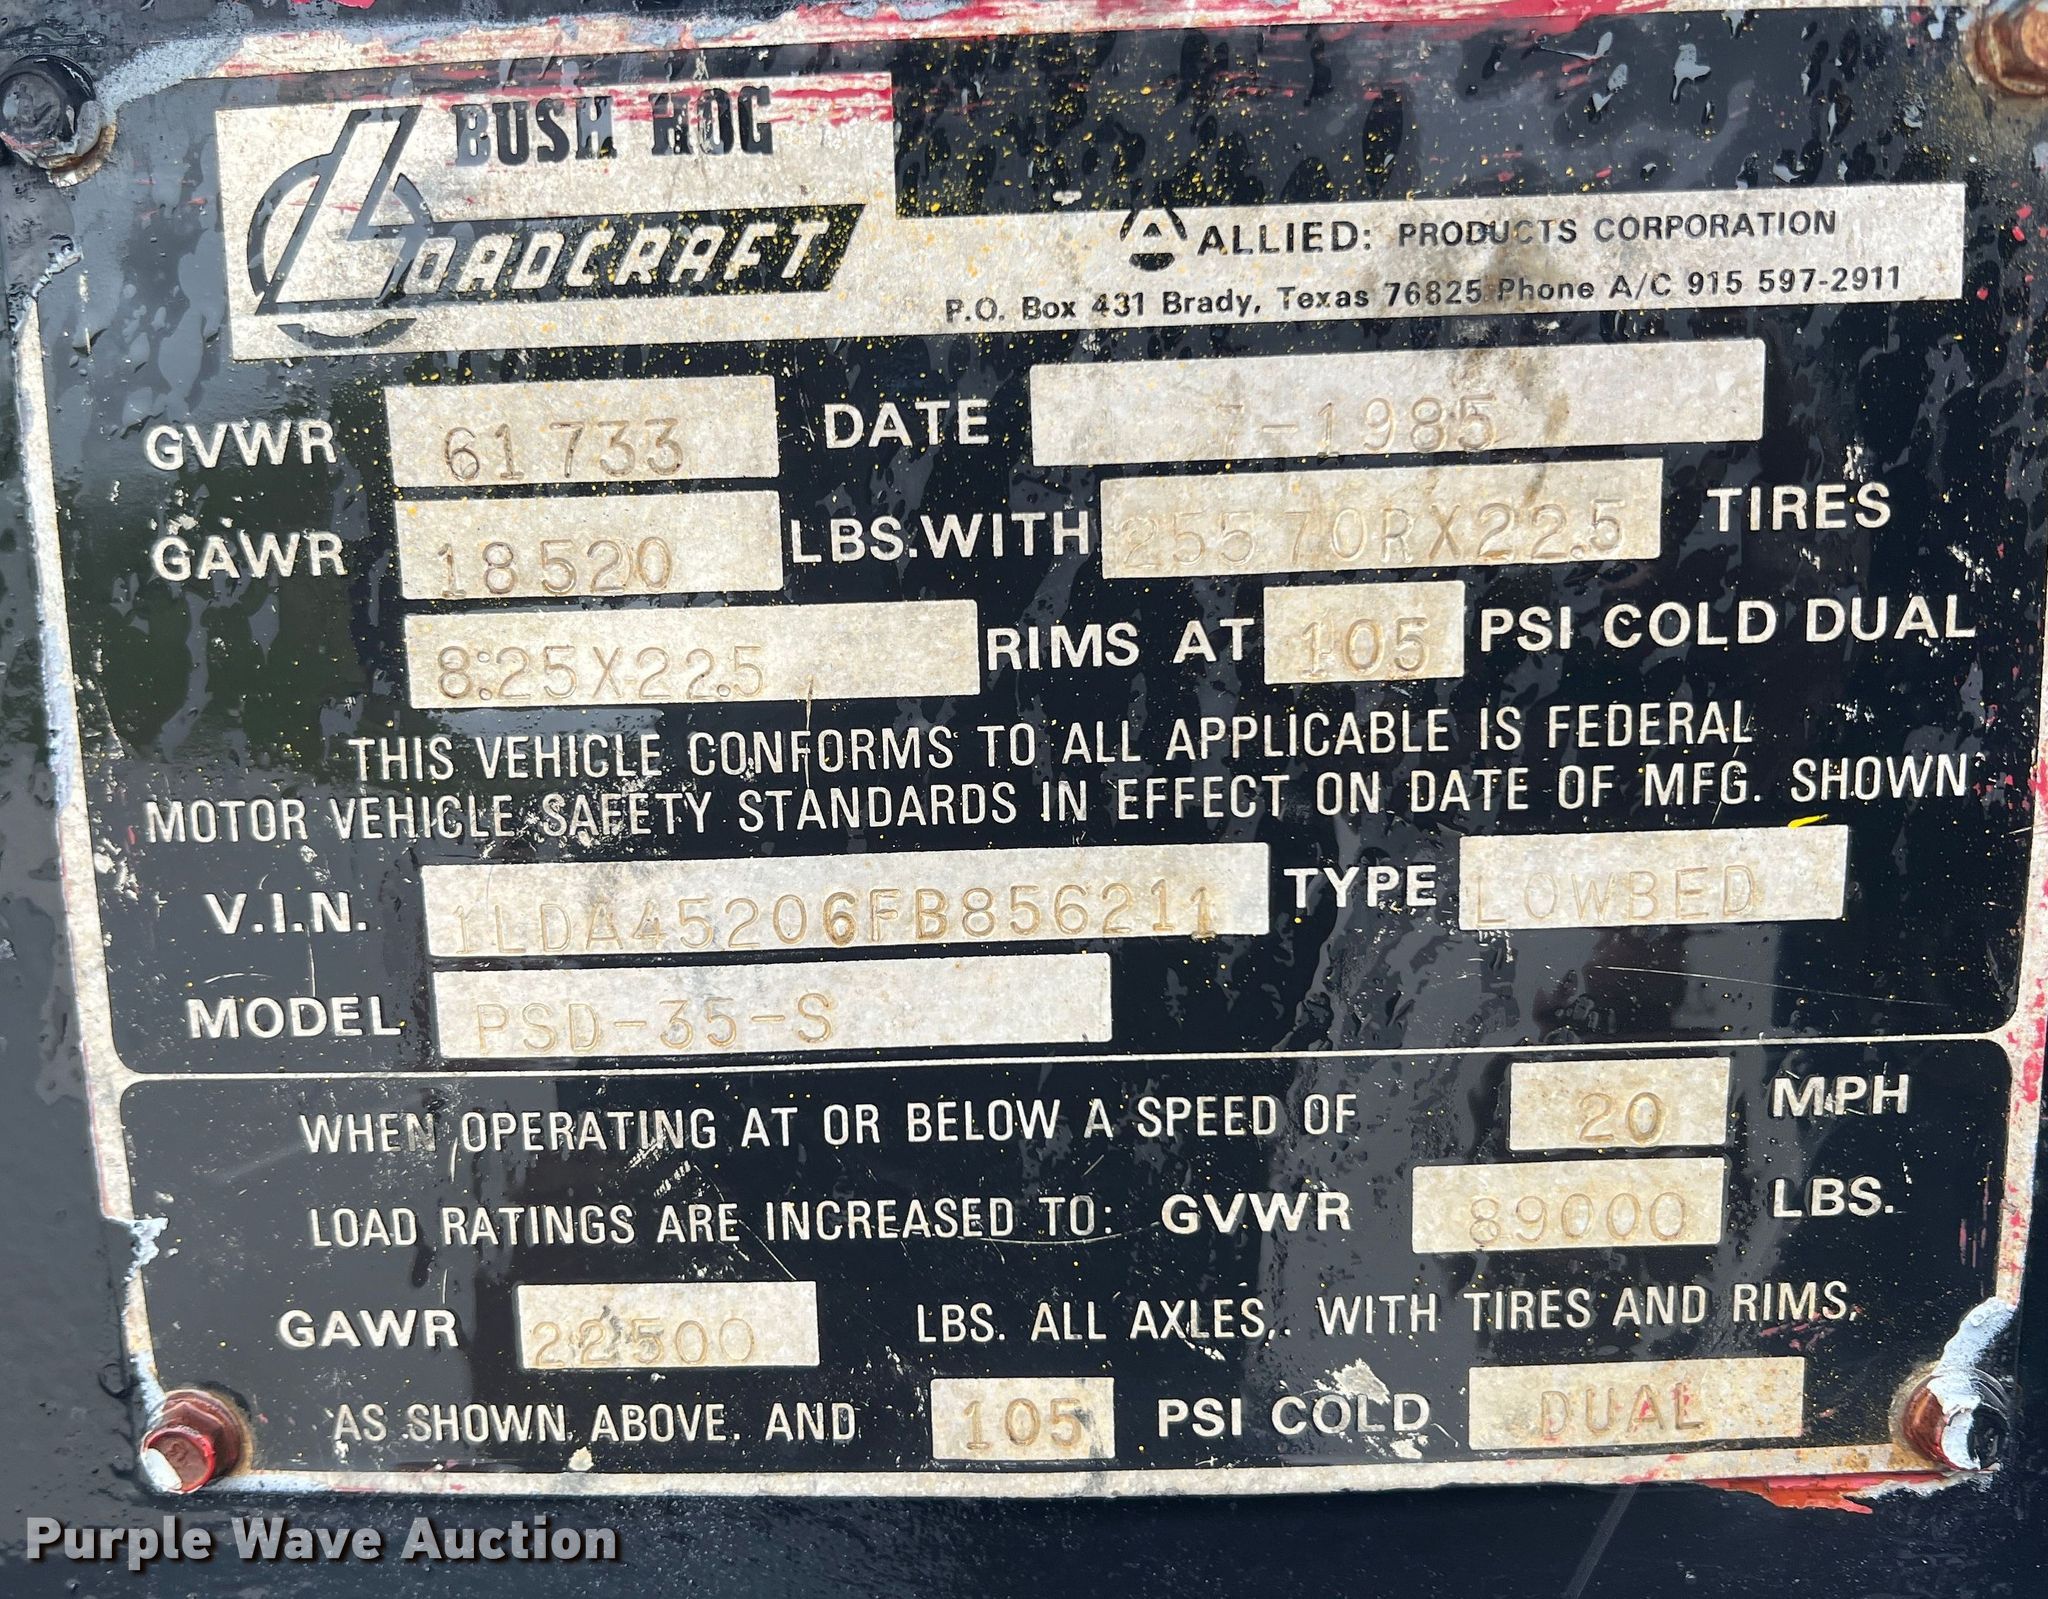 BUSH HOG
LOADCRAFT
ALLIED: PRODUCTS CORPORATION
P.O. Box 431 Brady, Texas 76825 Phone A/C 915 597-2911
GVWR 61733 DATE 7-1985
GAWR 18520 LBS. WITH 255 70RX22.5 TIRES
8:25X22.5 RIMS AT 105 PSI COLD DUAL
THIS VEHICLE CONFORMS TO ALL APPLICABLE IS FEDERAL
MOTOR VEHICLE SAFETY STANDARDS IN EFFECT ON DATE OF MFG. SHOWN
V.I.N. 1LDA45206FB856211 TYPE LOWBED
MODEL PSD-35-S
WHEN OPERATING AT OR BELOW A SPEED OF 20 MPH
LOAD RATINGS ARE INCREASED TO: GVWR 89000 LBS.
GAWR 22500 LBS. ALL AXLES, WITH TIRES AND RIMS,
AS SHOWN ABOVE. AND 105 PSI COLD DUAL
Purple Wave Auction